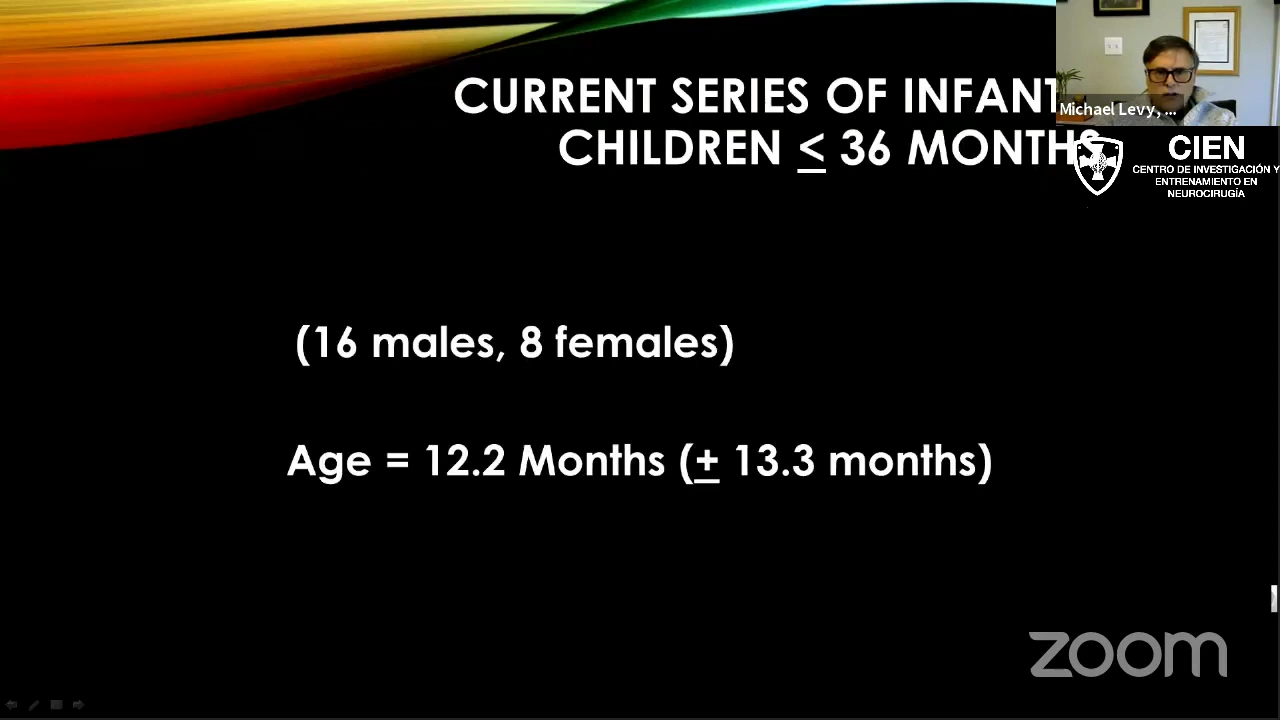 CURRENT SERIES OF INFANT
CHILDREN ≤ 36 MONTHS
Michael Levy, ...
CIEN
CENTRO DE INVESTIGACIÓN Y
ENTRENAMIENTO EN
NEUROCIRUGÍA
(16 males, 8 females)
Age = 12.2 Months (± 13.3 months)
zoom